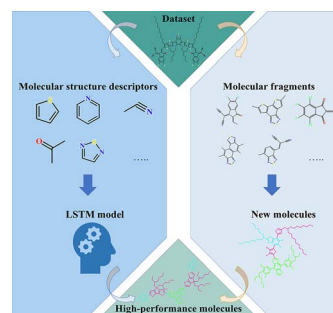 Dataset
Molecular structure descriptors
Molecular fragments
S
N
N
O
S
N
N
......
LSTM model
New molecules
High-performance molecules